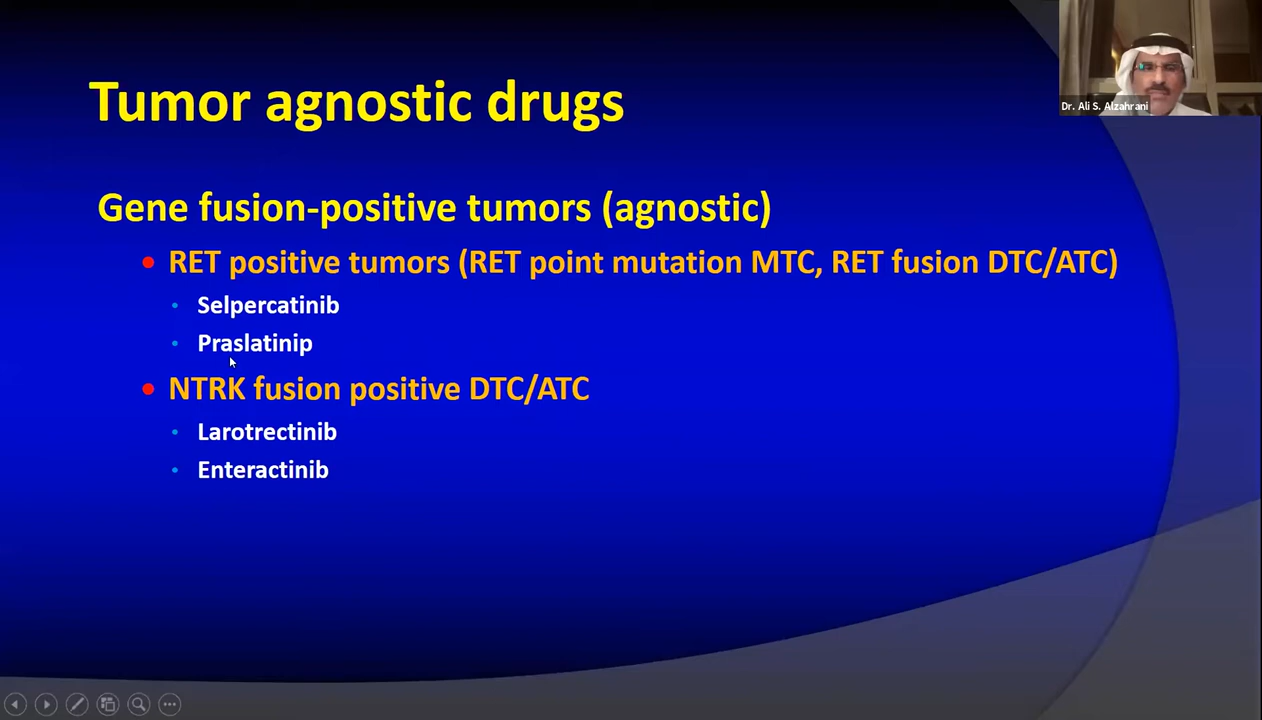 Dr. Ali S. Alzahrani
Tumor agnostic drugs
Gene fusion-positive tumors (agnostic)
RET positive tumors (RET point mutation MTC, RET fusion DTC/ATC)
Selpercatinib
Praslatinip
NTRK fusion positive DTC/ATC
Larotrectinib
Enteractinib